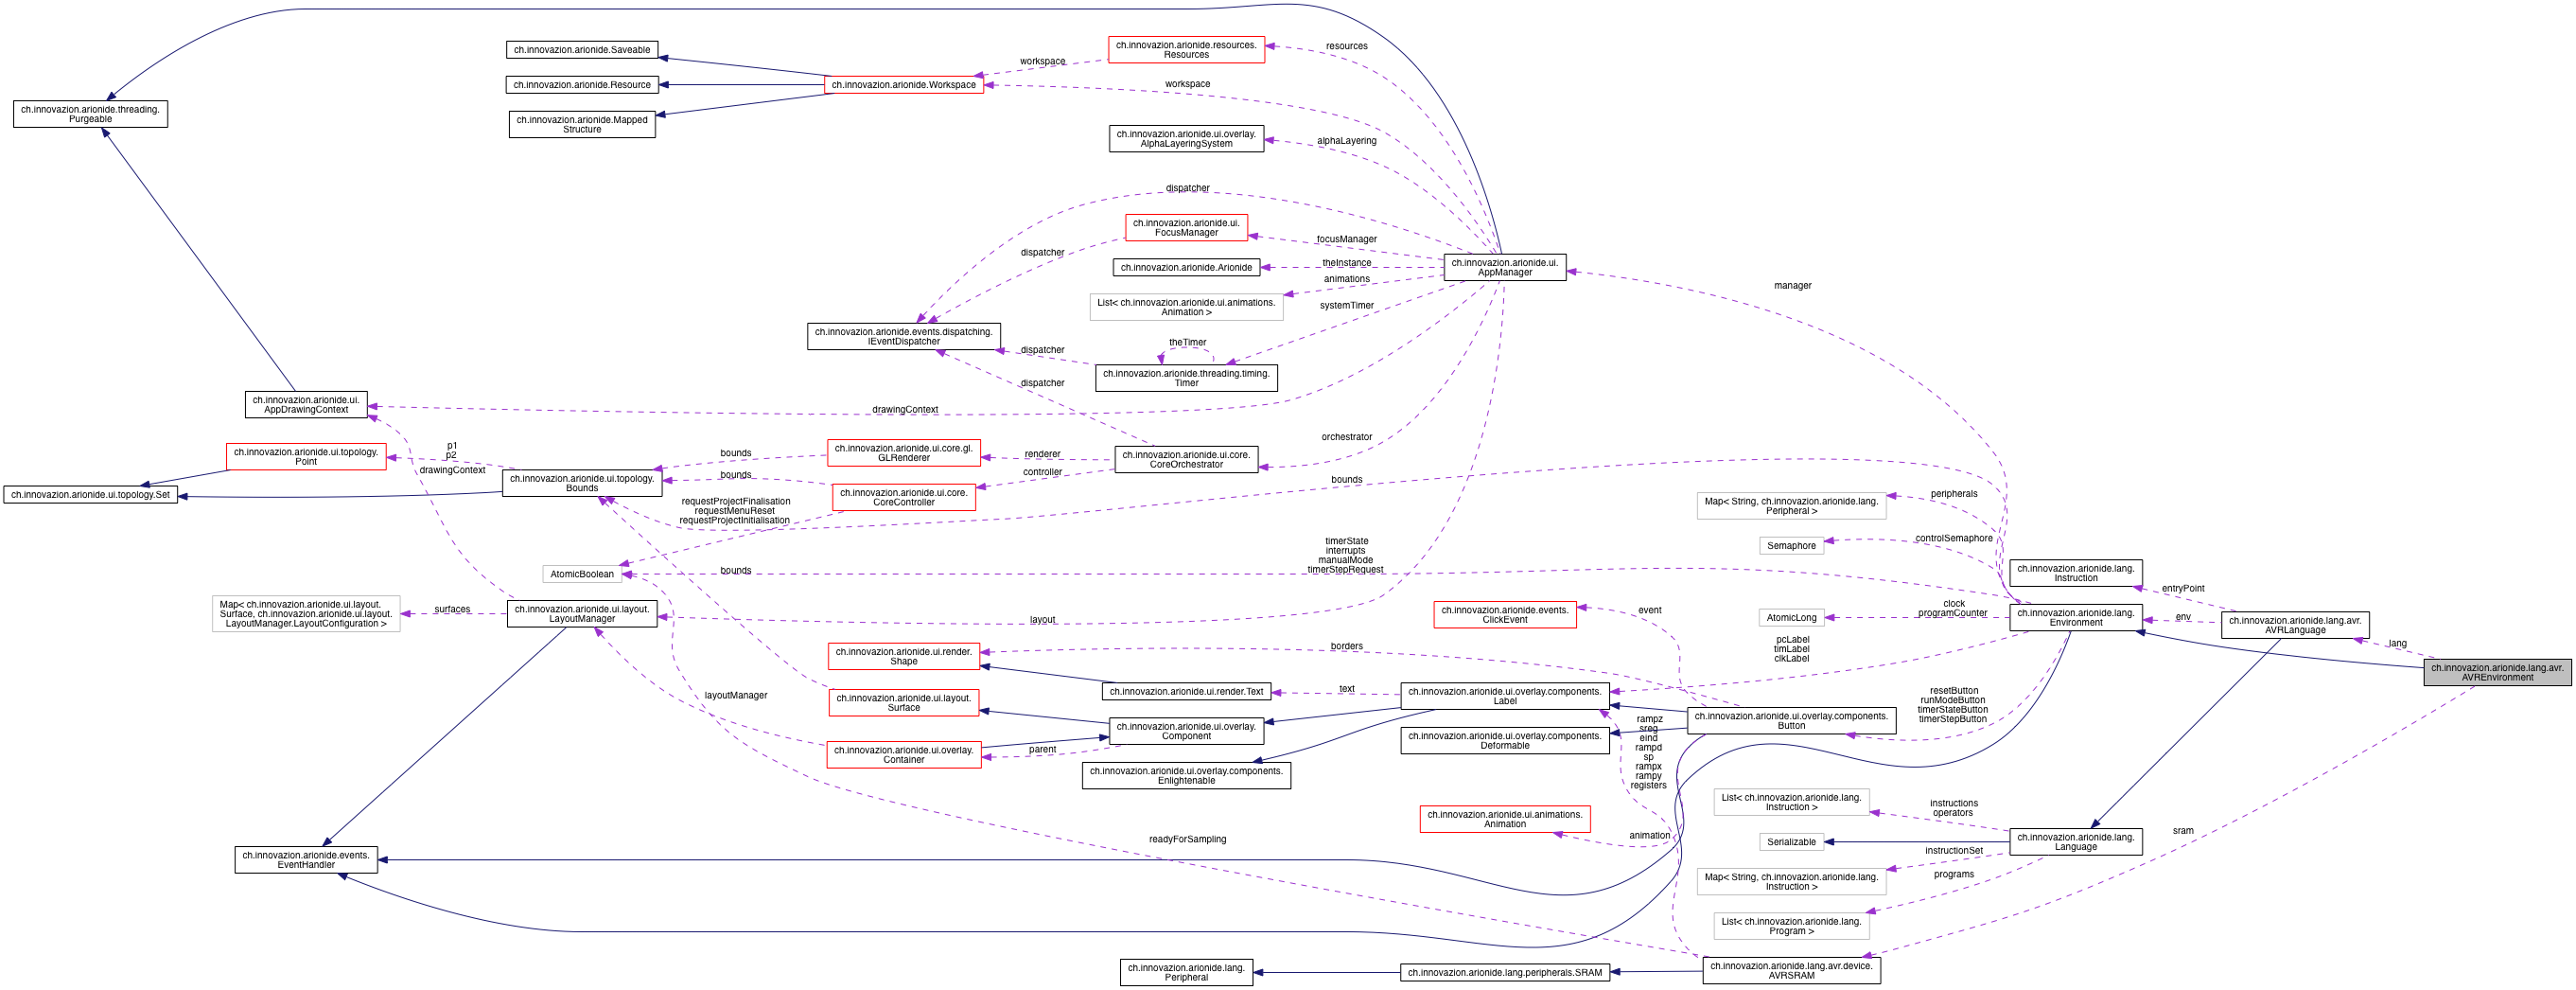 resources
ch.innovazion.arionide.Saveable
ch.innovazion.arionide.resources.
Resources
workspace
ch.innovazion.arionide.Resource
ch.innovazion.arionide.Workspace
workspace
ch.innovazion.arionide.threading.
Purgeable
ch.innovazion.arionide.Mapped
Structure
ch.innovazion.arionide.ui.overlay.
AlphaLayeringSystem
alphaLayering
dispatcher
ch.innovazion.arionide.ui.
FocusManager
focusManager
dispatcher
ch.innovazion.arionide.Arionide
theInstance
ch.innovazion.arionide.ui.
AppManager
animations
manager
List< ch.innovazion.arionide.ui.animations.
Animation >
systemTimer
ch.innovazion.arionide.events.dispatching.
IEventDispatcher
theTimer
dispatcher
ch.innovazion.arionide.threading.timing.
Timer
dispatcher
ch.innovazion.arionide.ui.
AppDrawingContext
drawingContext
orchestrator
ch.innovazion.arionide.ui.topology.
Point
p1
p2
drawingContext
bounds
ch.innovazion.arionide.ui.core.gl.
GLRenderer
renderer
ch.innovazion.arionide.ui.core.
CoreOrchestrator
controller
ch.innovazion.arionide.ui.topology.Set
ch.innovazion.arionide.ui.topology.
Bounds
bounds
ch.innovazion.arionide.ui.core.
CoreController
bounds
requestProjectFinalisation
requestMenuReset
requestProjectInitialisation
Map< String, ch.innovazion.arionide.lang.
Peripheral >
peripherals
Semaphore
controlSemaphore
timerState
interrupts
manualMode
timerStepRequest
AtomicBoolean
bounds
ch.innovazion.arionide.lang.
Instruction
entryPoint
Map< ch.innovazion.arionide.ui.layout.
Surface, ch.innovazion.arionide.ui.layout.
LayoutManager.LayoutConfiguration >
surfaces
ch.innovazion.arionide.ui.layout.
LayoutManager
layout
ch.innovazion.arionide.events.
ClickEvent
event
AtomicLong
clock
programCounter
ch.innovazion.arionide.lang.
Environment
env
ch.innovazion.arionide.lang.avr.
AVRLanguage
lang
ch.innovazion.arionide.lang.avr.
AVREnvironment
ch.innovazion.arionide.ui.render.
Shape
borders
pcLabel
timLabel
clkLabel
ch.innovazion.arionide.ui.render.Text
text
ch.innovazion.arionide.ui.overlay.components.
Label
layoutManager
ch.innovazion.arionide.ui.layout.
Surface
resetButton
runModeButton
timerStateButton
timerStepButton
ch.innovazion.arionide.ui.overlay.components.
Button
ch.innovazion.arionide.ui.overlay.
Component
ch.innovazion.arionide.ui.overlay.components.
Deformable
rampz
sreg
eind
rampd
sp
rampx
rampy
registers
ch.innovazion.arionide.ui.overlay.
Container
parent
ch.innovazion.arionide.ui.overlay.components.
Enlightenable
List< ch.innovazion.arionide.lang.
Instruction >
instructions
operators
ch.innovazion.arionide.ui.animations.
Animation
animation
sram
readyForSampling
Serializable
ch.innovazion.arionide.lang.
Language
instructionSet
ch.innovazion.arionide.events.
EventHandler
Map< String, ch.innovazion.arionide.lang.
Instruction >
programs
List< ch.innovazion.arionide.lang.
Program >
ch.innovazion.arionide.lang.
Peripheral
ch.innovazion.arionide.lang.peripherals.SRAM
ch.innovazion.arionide.lang.avr.device.
AVRSRAM